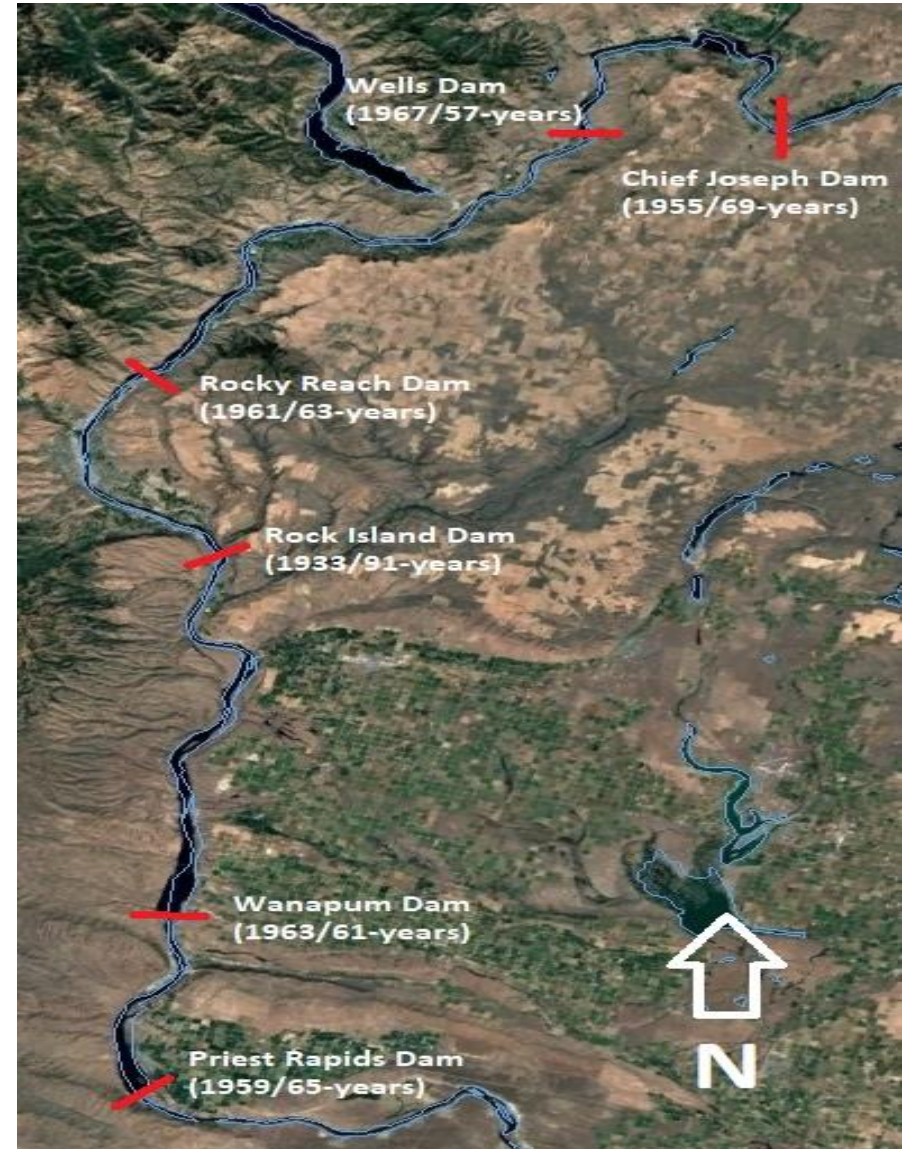 Wells Dam
(1967/57-years)
Chief Joseph Dam
(1955/69-years)
Rocky Reach Dam
(1961/63-years)
Rock Island Dam
(1933/91-years)
Wanapum Dam
(1963/61-years)
Priest Rapids Dam
(1959/65-years)
N